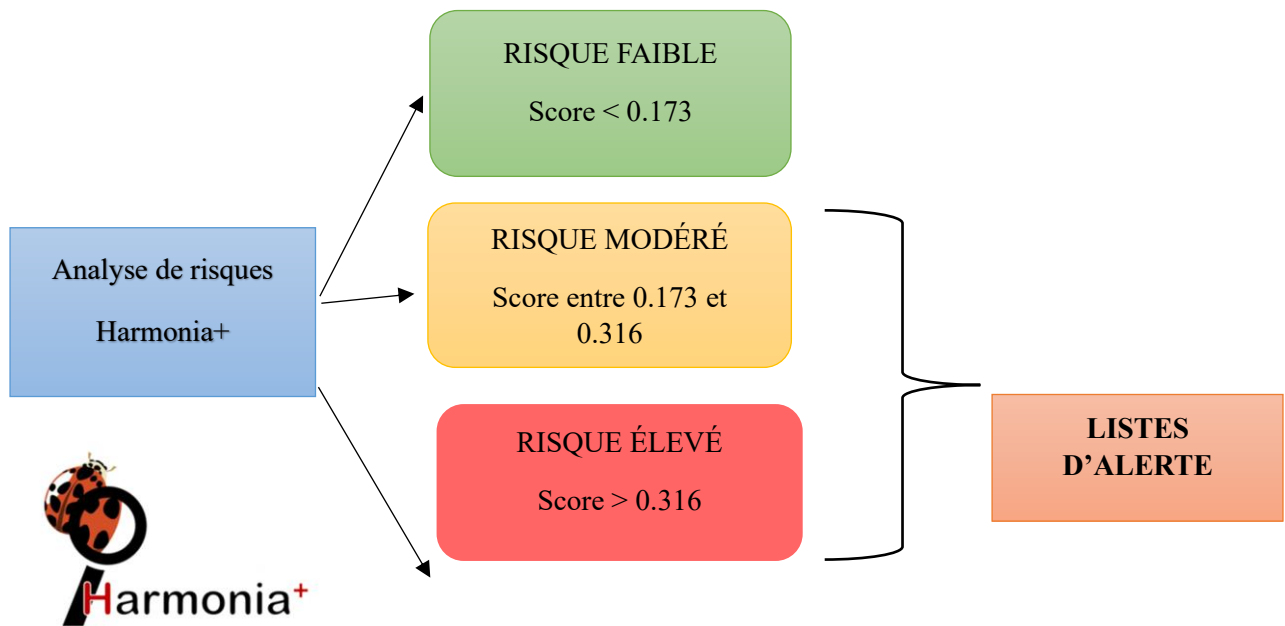 RISQUE FAIBLE
Score < 0.173
Analyse de risques
Harmonia+
RISQUE MODÉRÉ
Score entre 0.173 et
0.316
RISQUE ÉLEVÉ
Score > 0.316
LISTES
D’ALERTE
Harmonia+